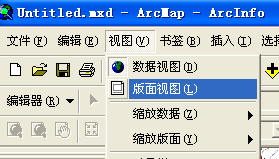 Untitled.mxd - ArcMap - ArcInfo
文件(F) 编辑(E) 视图(V) 书签(B) 插入(I) 选
数据视图(D)
版面视图(L)
编辑器(R)
缩放数据(Z)
缩放版面(Z)